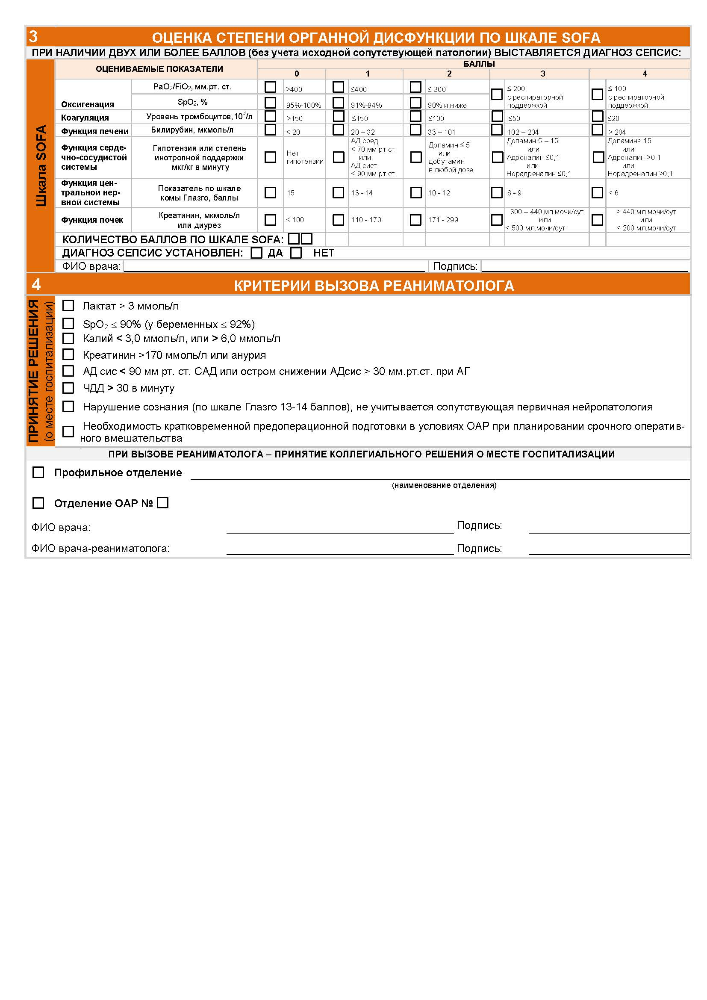 3 ОЦЕНКА СТЕПЕНИ ОРГАННОЙ ДИСФУНКЦИИ ПО ШКАЛЕ SOFA
ПРИ НАЛИЧИИ ДВУХ ИЛИ БОЛЕЕ БАЛЛОВ (без учета исходной сопутствующей патологии) ВЫСТАВЛЯЕТСЯ ДИАГНОЗ СЕПСИС:
Шкала SOFA
ОЦЕНИВАЕМЫЕ ПОКАЗАТЕЛИ
БАЛЛЫ
0 1 2 3 4
Оксигенация
PaO₂/FiO₂, мм.рт. ст.
>400
≤400
≤ 300
≤ 200
с респираторной
поддержкой
≤ 100
с респираторной
поддержкой
SpO₂, %
95%-100%
91%-94%
90% и ниже
Коагуляция
Уровень тромбоцитов,10⁹/л
>150
≤150
≤100
≤50
≤20
Функция печени
Билирубин, мкмоль/л
< 20
20 – 32
33 – 101
102 – 204
> 204
Функция серде-
чно-сосудистой
системы
Гипотензия или степень
инотропной поддержки
мкг/кг в минуту
Нет
гипотензии
АД сред.
< 70 мм.рт.ст.
или
АД сист.
< 90 мм.рт.ст.
Допамин ≤ 5
или
добутамин
в любой дозе
Допамин 5 – 15
или
Адреналин ≤0,1
или
Норадреналин ≤0,1
Допамин> 15
или
Адреналин >0,1
или
Норадреналин >0,1
Функция цен-
тральной нер-
вной системы
Показатель по шкале
комы Глазго, баллы
15
13 - 14
10 - 12
6 - 9
< 6
Функция почек
Креатинин, мкмоль/л
или диурез
< 100
110 - 170
171 - 299
300 – 440 мл.мочи/сут
или
< 500 мл.мочи/сут
> 440 мл.мочи/сут
или
< 200 мл.мочи/сут
КОЛИЧЕСТВО БАЛЛОВ ПО ШКАЛЕ SOFA:
ДИАГНОЗ СЕПСИС УСТАНОВЛЕН: ДА НЕТ
ФИО врача: Подпись:
4 КРИТЕРИИ ВЫЗОВА РЕАНИМАТОЛОГА
ПРИНЯТИЕ РЕШЕНИЯ
(о месте госпитализации)
Лактат > 3 ммоль/л
SpO₂ ≤ 90% (у беременных ≤ 92%)
Калий < 3,0 ммоль/л, или > 6,0 ммоль/л
Креатинин >170 ммоль/л или анурия
АД сис < 90 мм рт. ст. САД или остром снижении АДсис > 30 мм.рт.ст. при АГ
ЧДД > 30 в минуту
Нарушение сознания (по шкале Глазго 13-14 баллов), не учитывается сопутствующая первичная нейропатология
Необходимость кратковременной предоперационной подготовки в условиях ОАР при планировании срочного оператив-
ного вмешательства
ПРИ ВЫЗОВЕ РЕАНИМАТОЛОГА – ПРИНЯТИЕ КОЛЛЕГИАЛЬНОГО РЕШЕНИЯ О МЕСТЕ ГОСПИТАЛИЗАЦИИ
Профильное отделение
(наименование отделения)
Отделение ОАР №
ФИО врача: Подпись:
ФИО врача-реаниматолога: Подпись: